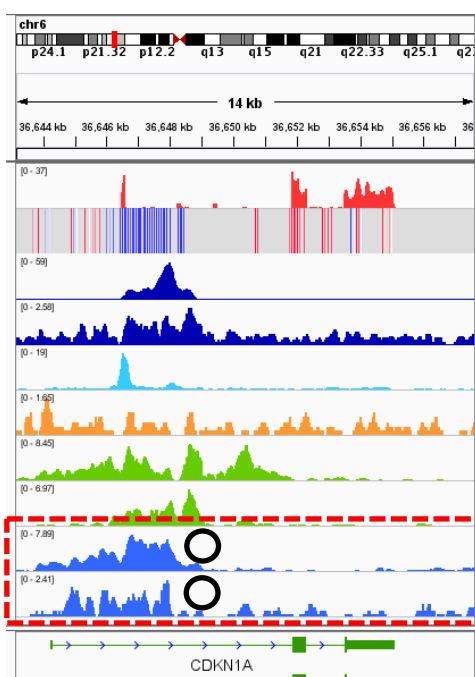 chr6
p24.1 p21.32 p12.2 q13 q15 q21 q22.33 q25.1 q2
14 kb
36,644 kb 36,646 kb 36,648 kb 36,650 kb 36,652 kb 36,654 kb 36,656 kb 36
[0 - 37]
[0 - 59]
[0 - 2.58]
[0 - 19]
[0 - 1.65]
[0 - 8.45]
[0 - 6.97]
[0 - 7.89]
[0 - 2.41]
CDKN1A